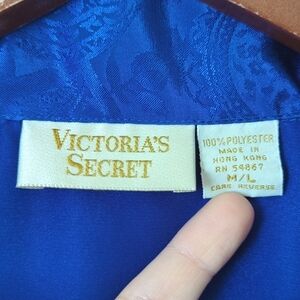 VICTORIA'S
SECRET
100% POLYESTER
MADE IN
HONG KONG
RN 54867
M/L
CARE REVERSE